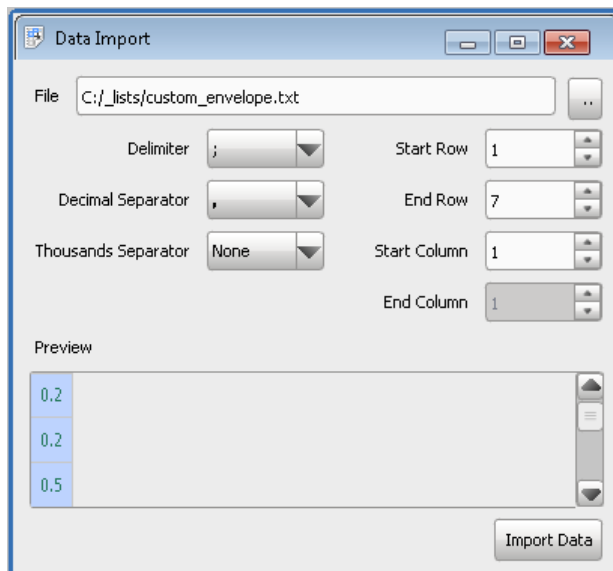 Data Import
File C:/_lists/custom_envelope.txt ..
Delimiter ; Start Row 1
Decimal Separator , End Row 7
Thousands Separator None Start Column 1
End Column 1
Preview
0.2
0.2
0.5
Import Data